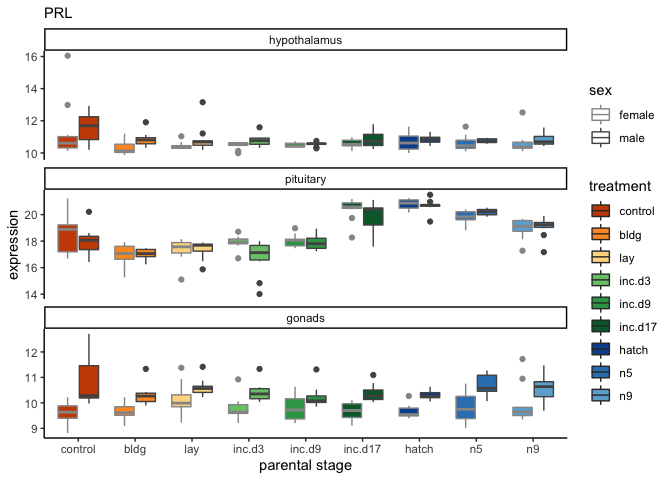 PRL
hypothalamus
16
14
12
10
pituitary
20
18
16
14
gonads
12
11
10
9
control bldg lay inc.d3 inc.d9 inc.d17 hatch n5 n9
parental stage
expression
sex
female
male
treatment
control
bldg
lay
inc.d3
inc.d9
inc.d17
hatch
n5
n9